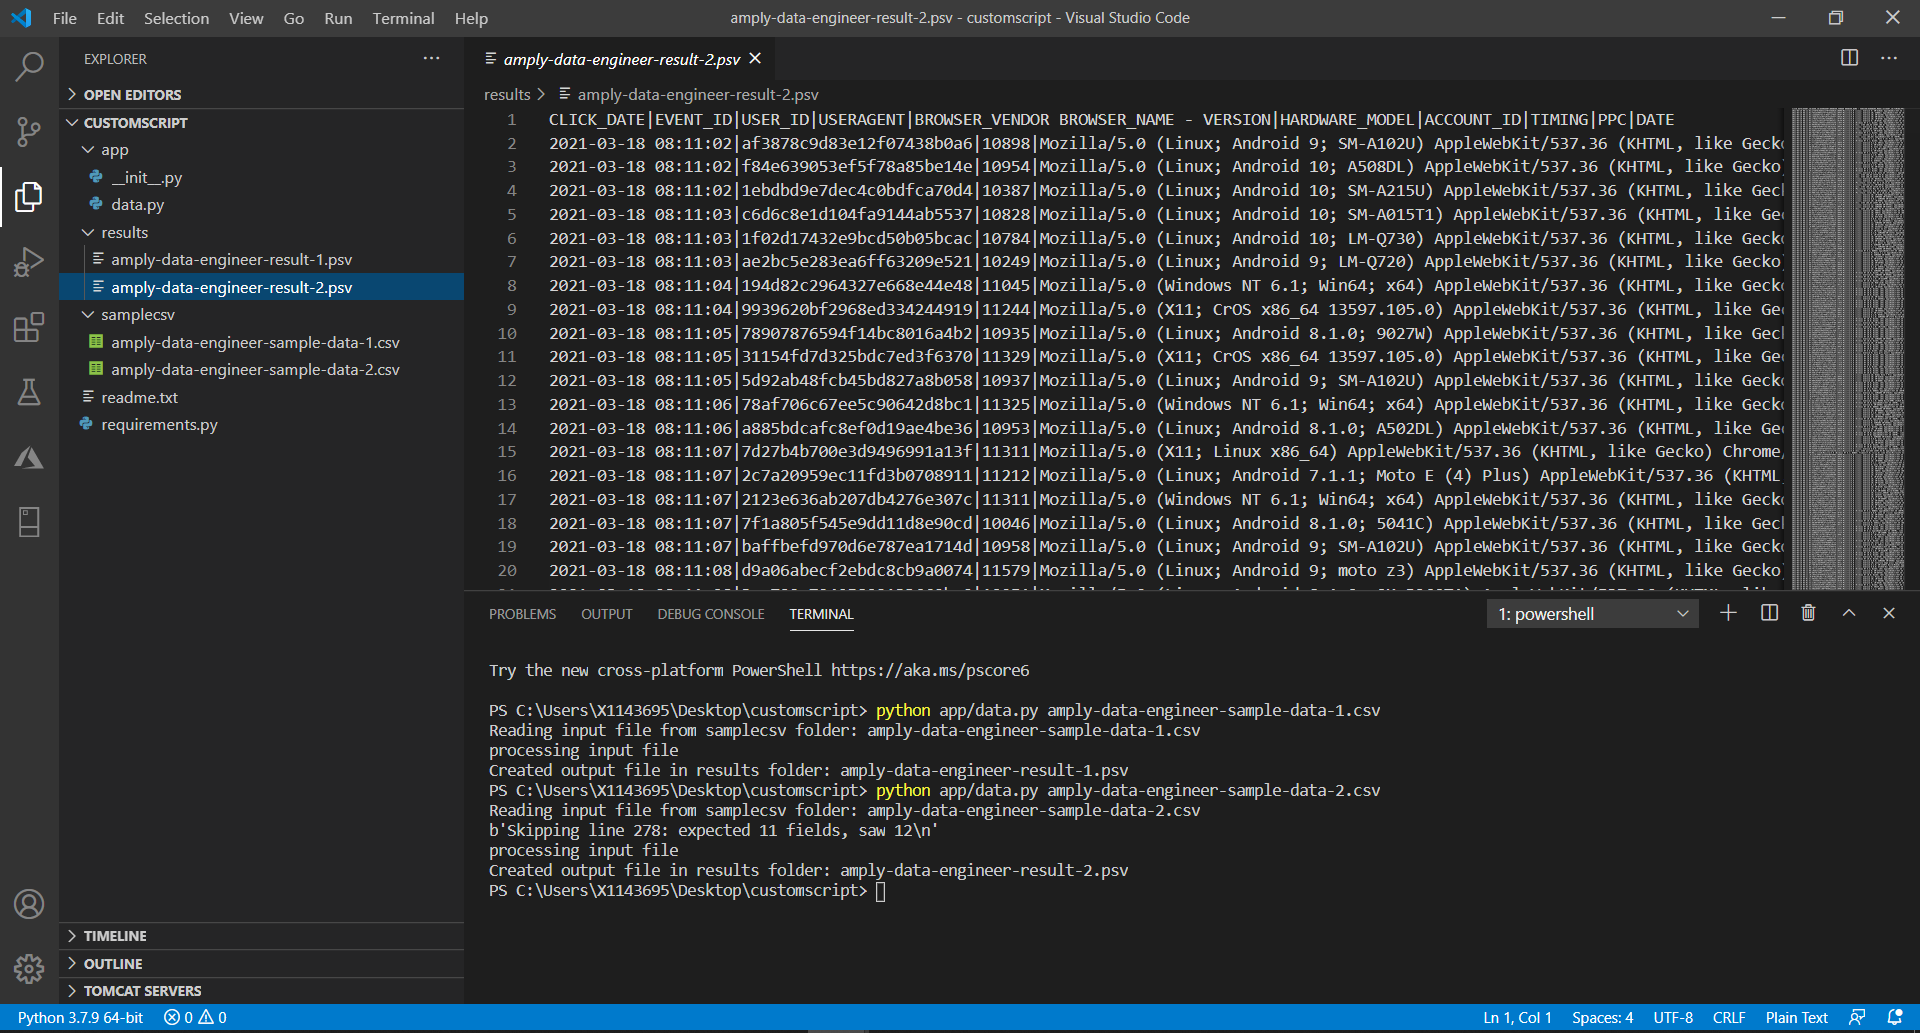 File Edit Selection View Go Run Terminal Help
amply-data-engineer-result-2.psv - customscript - Visual Studio Code
EXPLORER
OPEN EDITORS
CUSTOMSCRIPT
app
__init__.py
data.py
results
amply-data-engineer-result-1.psv
amply-data-engineer-result-2.psv
samplecsv
amply-data-engineer-sample-data-1.csv
amply-data-engineer-sample-data-2.csv
readme.txt
requirements.py
TIMELINE
OUTLINE
TOMCAT SERVERS
amply-data-engineer-result-2.psv
results > amply-data-engineer-result-2.psv
1 CLICK_DATE|EVENT_ID|USER_ID|USERAGENT|BROWSER_VENDOR BROWSER_NAME - VERSION|HARDWARE_MODEL|ACCOUNT_ID|TIMING|PPC|DATE
2 2021-03-18 08:11:02|af3878c9d83e12f07438b0a6|10898|Mozilla/5.0 (Linux; Android 9; SM-A102U) AppleWebKit/537.36 (KHTML, like Gecko
3 2021-03-18 08:11:02|f84e639053ef5f78a85be14e|10954|Mozilla/5.0 (Linux; Android 10; A508DL) AppleWebKit/537.36 (KHTML, like Gecko)
4 2021-03-18 08:11:02|1ebdbd9e7dec4c0bdfca70d4|10387|Mozilla/5.0 (Linux; Android 10; SM-A215U) AppleWebKit/537.36 (KHTML, like Gec
5 2021-03-18 08:11:03|c6d6c8e1d104fa9144ab5537|10828|Mozilla/5.0 (Linux; Android 10; SM-A015T1) AppleWebKit/537.36 (KHTML, like Ge
6 2021-03-18 08:11:03|1f02d17432e9bcd50b05bcac|10784|Mozilla/5.0 (Linux; Android 10; LM-Q730) AppleWebKit/537.36 (KHTML, like Geck
7 2021-03-18 08:11:03|ae2bc5e283ea6ff63209e521|10249|Mozilla/5.0 (Linux; Android 9; LM-Q720) AppleWebKit/537.36 (KHTML, like Gecko)
8 2021-03-18 08:11:04|194d82c2964327e668e44e48|11045|Mozilla/5.0 (Windows NT 6.1; Win64; x64) AppleWebKit/537.36 (KHTML, like Geck
9 2021-03-18 08:11:04|9939620bf2968ed334244919|11244|Mozilla/5.0 (X11; CrOS x86_64 13597.105.0) AppleWebKit/537.36 (KHTML, like Ge
10 2021-03-18 08:11:05|78907876594f14bc8016a4b2|10935|Mozilla/5.0 (Linux; Android 8.1.0; 9027W) AppleWebKit/537.36 (KHTML, like Gec
11 2021-03-18 08:11:05|31154fd7d325bdc7ed3f6370|11329|Mozilla/5.0 (X11; CrOS x86_64 13597.105.0) AppleWebKit/537.36 (KHTML, like Ge
12 2021-03-18 08:11:05|5d92ab48fcb45bd827a8b058|10937|Mozilla/5.0 (Linux; Android 9; SM-A102U) AppleWebKit/537.36 (KHTML, like Gecko
13 2021-03-18 08:11:06|78af706c67ee5c90642d8bc1|11325|Mozilla/5.0 (Windows NT 6.1; Win64; x64) AppleWebKit/537.36 (KHTML, like Geck
14 2021-03-18 08:11:06|a885bdcafc8ef0d19ae4be36|10953|Mozilla/5.0 (Linux; Android 8.1.0; A502DL) AppleWebKit/537.36 (KHTML, like Ge
15 2021-03-18 08:11:07|7d27b4b700e3d9496991a13f|11311|Mozilla/5.0 (X11; Linux x86_64) AppleWebKit/537.36 (KHTML, like Gecko) Chrome/
16 2021-03-18 08:11:07|2c7a20959ec11fd3b0708911|11212|Mozilla/5.0 (Linux; Android 7.1.1; Moto E (4) Plus) AppleWebKit/537.36 (KHTML,
17 2021-03-18 08:11:07|2123e636ab207db4276e307c|11311|Mozilla/5.0 (Windows NT 6.1; Win64; x64) AppleWebKit/537.36 (KHTML, like Geck
18 2021-03-18 08:11:07|7f1a805f545e9dd11d8e90cd|10046|Mozilla/5.0 (Linux; Android 8.1.0; 5041C) AppleWebKit/537.36 (KHTML, like Gec
19 2021-03-18 08:11:07|baffbefd970d6e787ea1714d|10958|Mozilla/5.0 (Linux; Android 9; SM-A102U) AppleWebKit/537.36 (KHTML, like Gecko
20 2021-03-18 08:11:08|d9a06abecf2ebdc8cb9a0074|11579|Mozilla/5.0 (Linux; Android 9; moto z3) AppleWebKit/537.36 (KHTML, like Gecko)
PROBLEMS OUTPUT DEBUG CONSOLE TERMINAL 1: powershell
Try the new cross-platform PowerShell https://aka.ms/pscore6
PS C:\Users\X1143695\Desktop\customscript> python app/data.py amply-data-engineer-sample-data-1.csv
Reading input file from samplecsv folder: amply-data-engineer-sample-data-1.csv
processing input file
Created output file in results folder: amply-data-engineer-result-1.psv
PS C:\Users\X1143695\Desktop\customscript> python app/data.py amply-data-engineer-sample-data-2.csv
Reading input file from samplecsv folder: amply-data-engineer-sample-data-2.csv
b'Skipping line 278: expected 11 fields, saw 12\n'
processing input file
Created output file in results folder: amply-data-engineer-result-2.psv
PS C:\Users\X1143695\Desktop\customscript>
Python 3.7.9 64-bit 0 0 Ln 1, Col 1 Spaces: 4 UTF-8 CRLF Plain Text